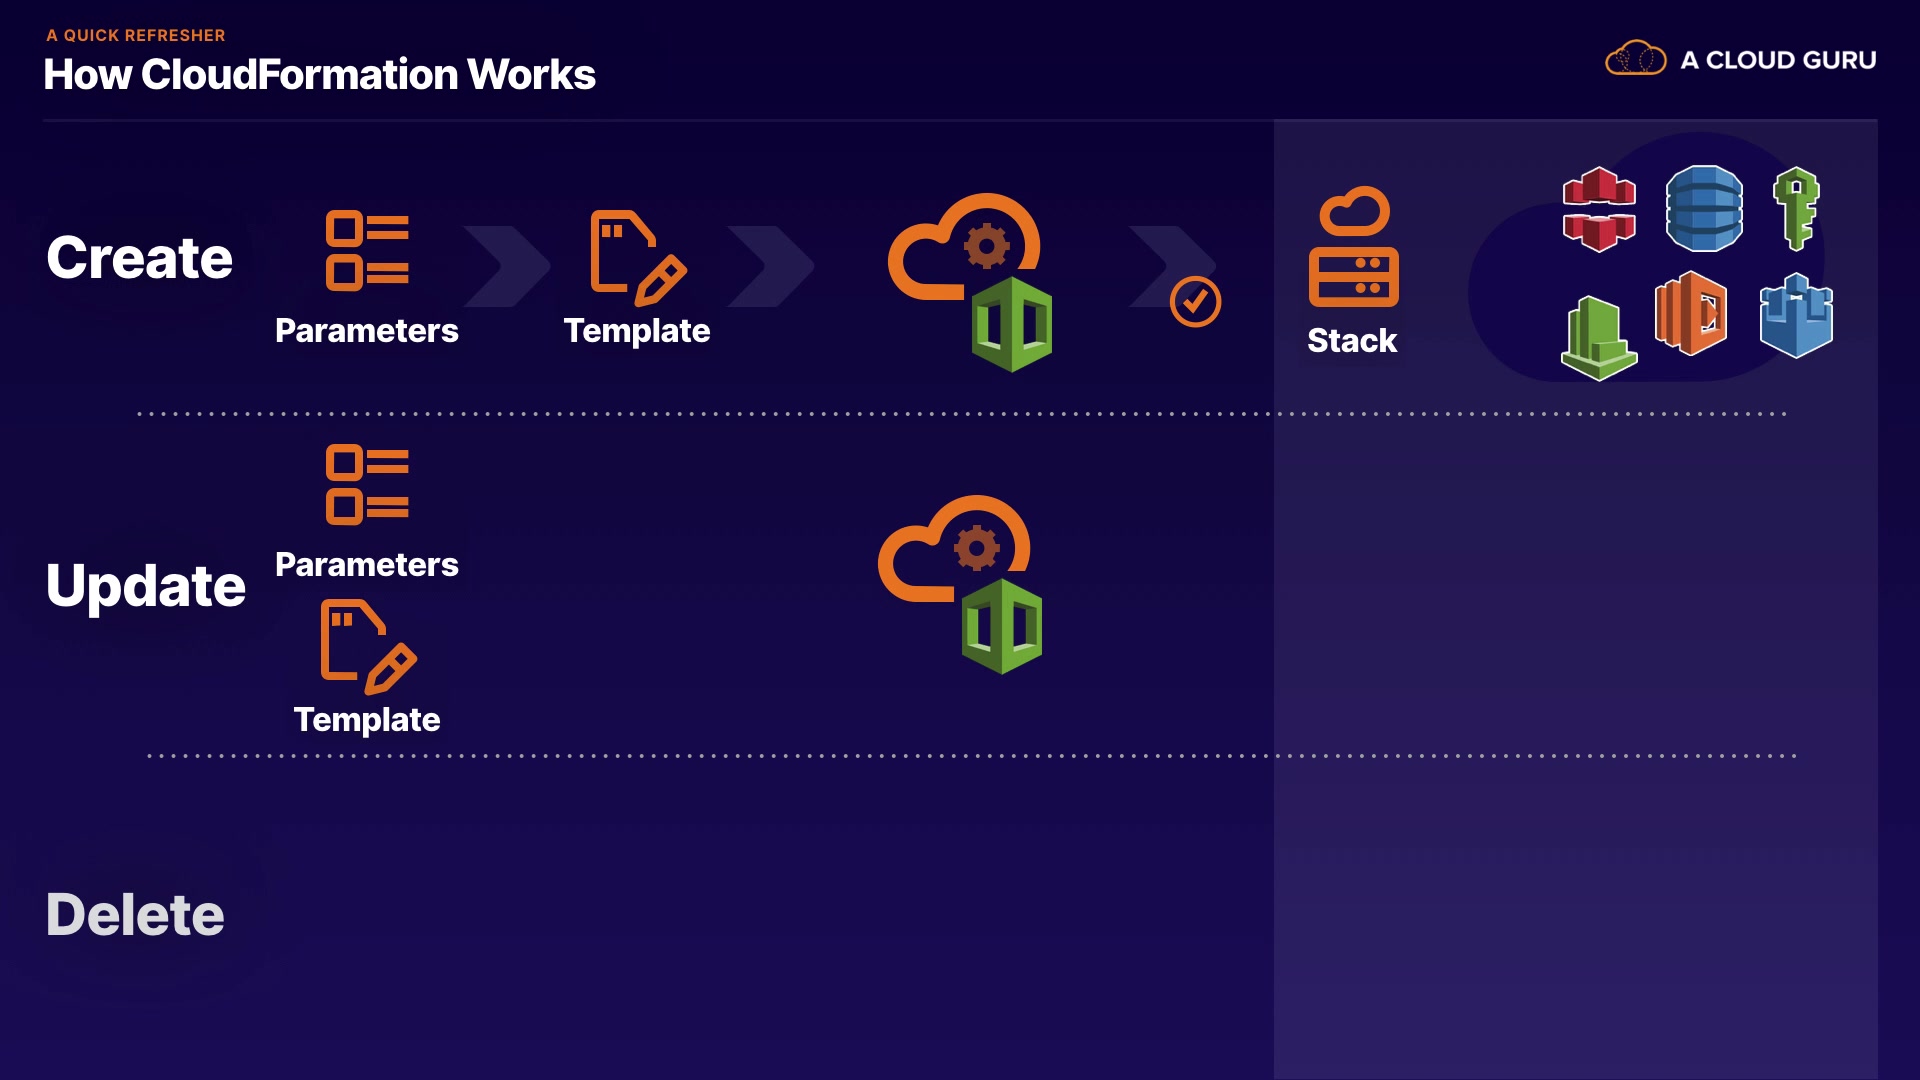 A QUICK REFRESHER
How CloudFormation Works
A CLOUD GURU
Create
Parameters
Template
Stack
Update
Parameters
Template
Delete